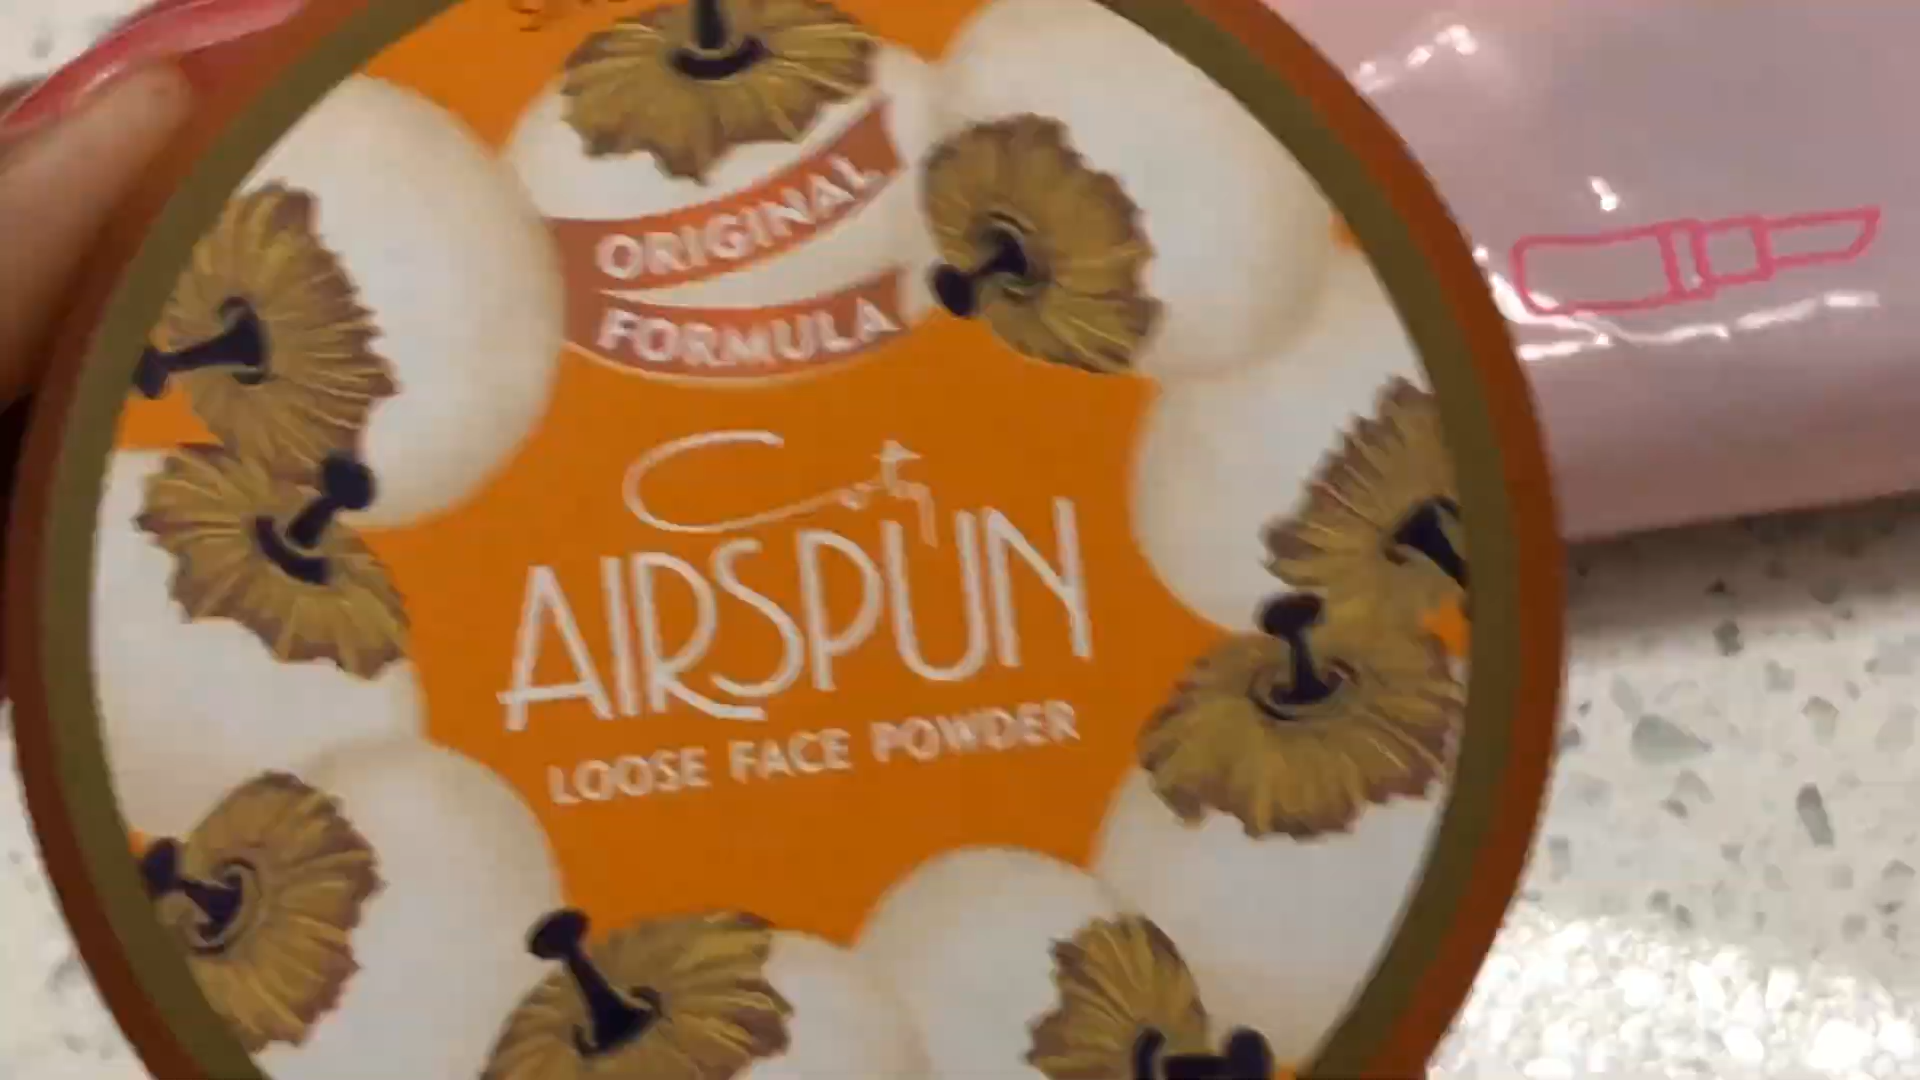 ORIGINAL
FORMULA
Coty
AIRSPUN
LOOSE FACE POWDER